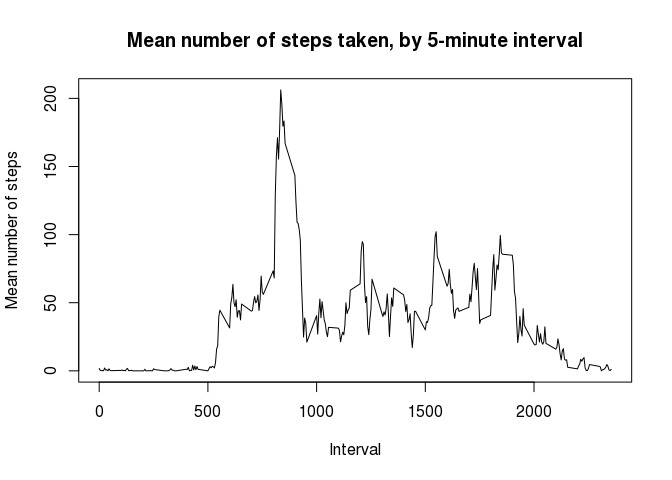 Mean number of steps taken, by 5-minute interval
Mean number of steps
200
150
100
50
0
0 500 1000 1500 2000
Interval